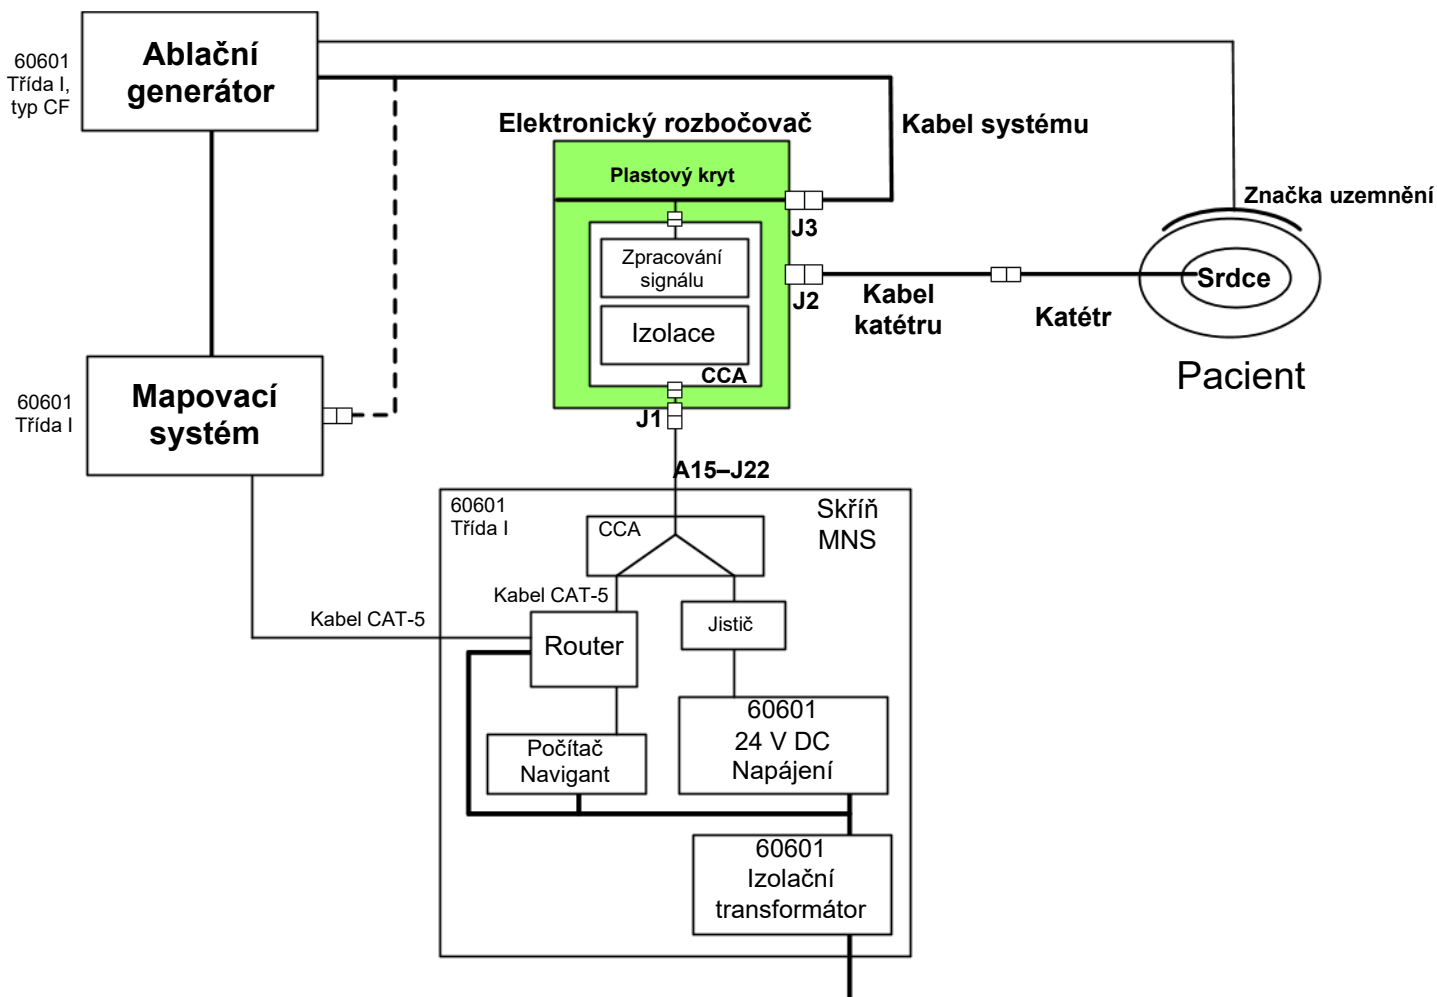 60601
Třída I,
typ CF
Ablační
generátor
Elektronický rozbočovač
Kabel systému
Plastový kryt
J3
Značka uzemnění
Zpracování
signálu
J2
Kabel
katétru
Katétr
Srdce
Izolace
CCA
Pacient
60601
Třída I
Mapovací
systém
J1
A15–J22
60601
Třída I
Skříň
MNS
CCA
Kabel CAT-5
Kabel CAT-5
Jistič
Router
60601
24 V DC
Napájení
Počítač
Navigant
60601
Izolační
transformátor